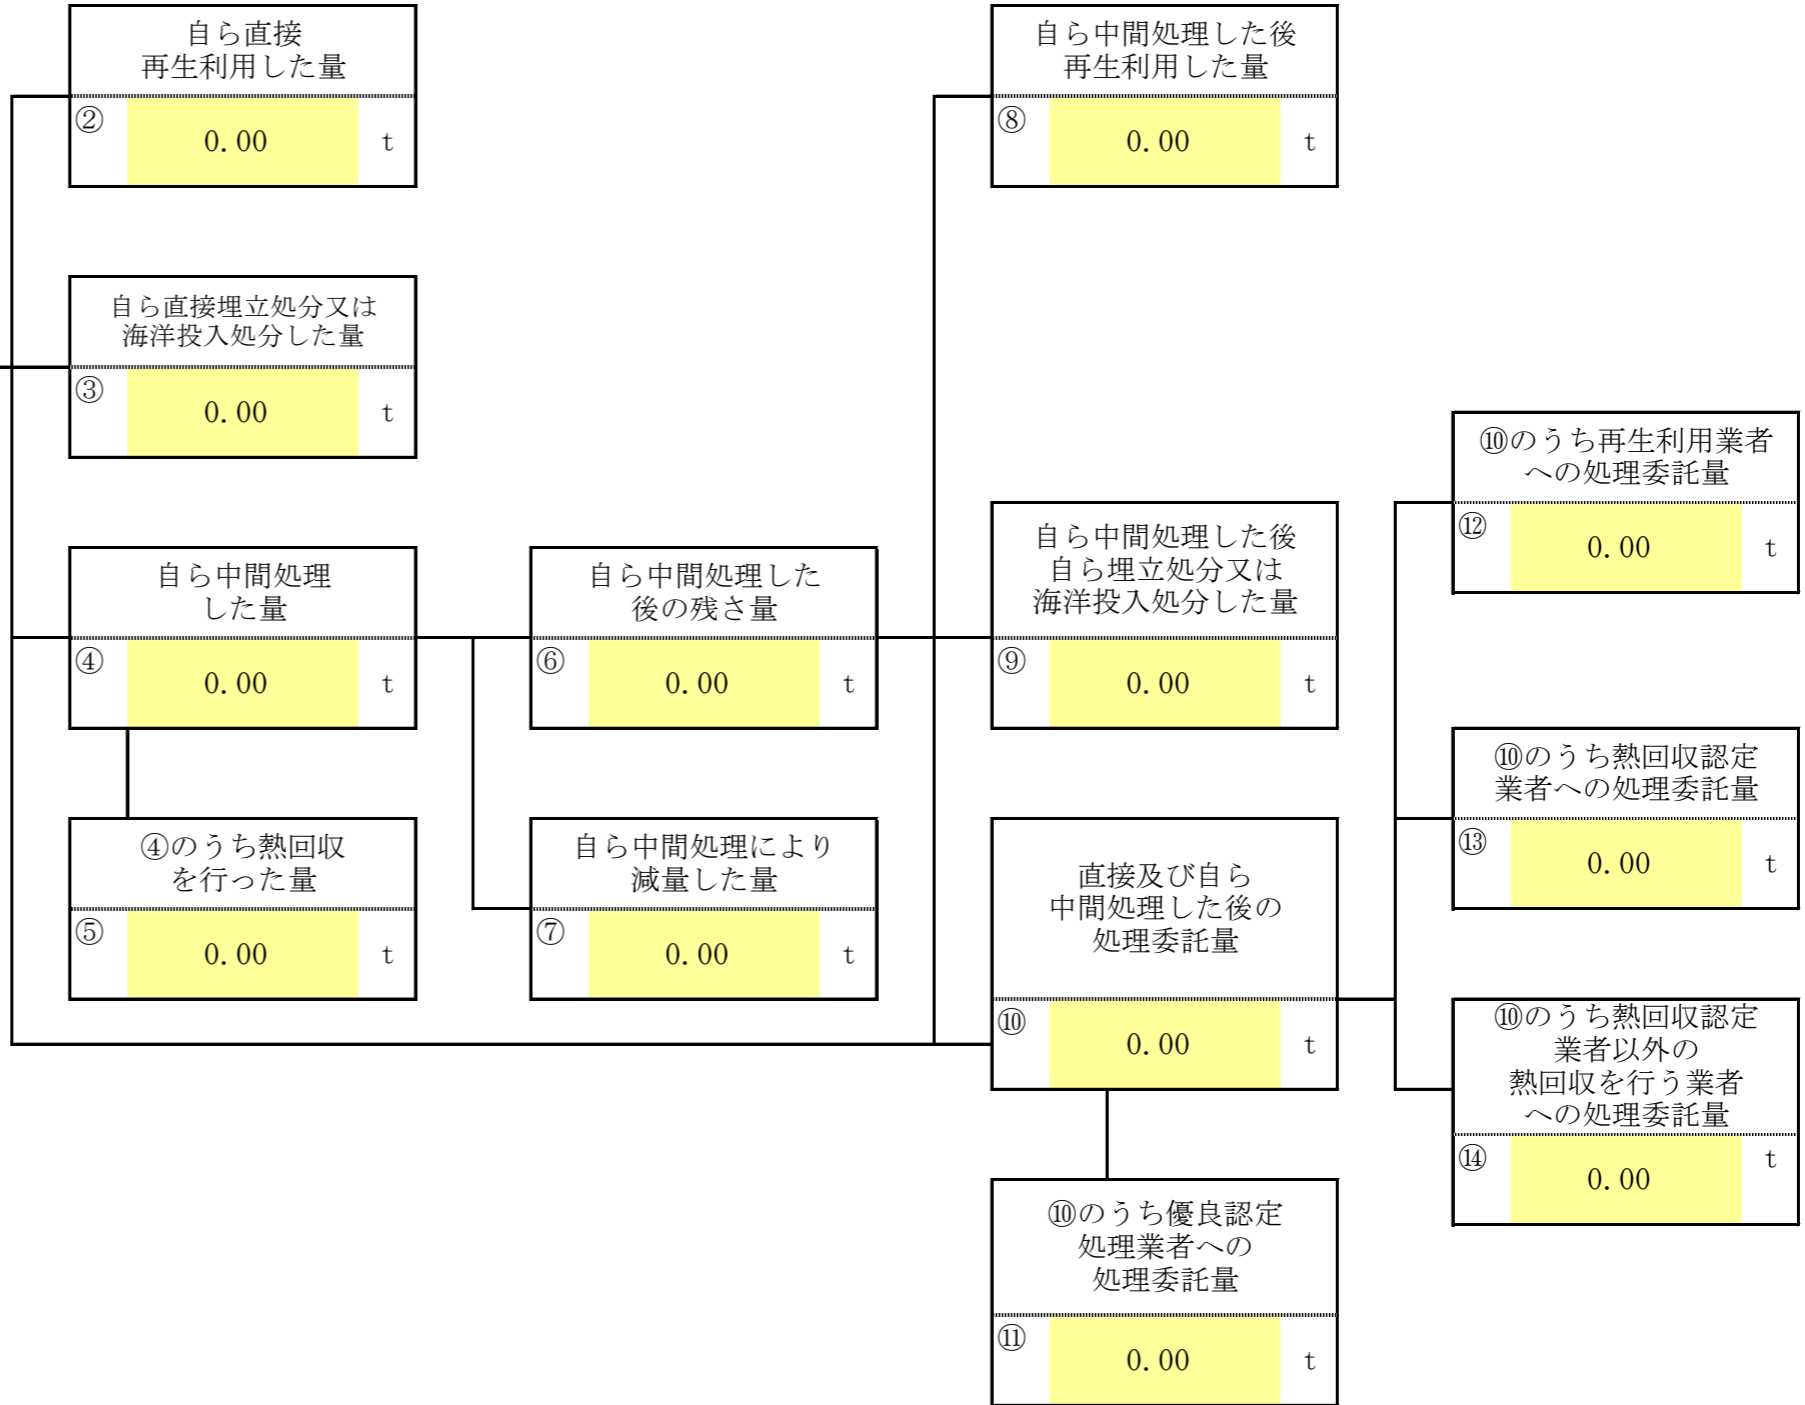 自ら直接
再生利用した量
②
0.00
t
自ら中間処理した後
再生利用した量
⑧
0.00
t
自ら直接埋立処分又は
海洋投入処分した量
③
0.00
t
⑩のうち再生利用業者
への処理委託量
⑫
0.00
t
自ら中間処理
した量
④
0.00
t
自ら中間処理した
後の残さ量
⑥
0.00
t
自ら中間処理した後
自ら埋立処分又は
海洋投入処分した量
⑨
0.00
t
⑩のうち熱回収認定
業者への処理委託量
⑬
0.00
t
④のうち熱回収
を行った量
⑤
0.00
t
自ら中間処理により
減量した量
⑦
0.00
t
直接及び自ら
中間処理した後の
処理委託量
⑩
0.00
t
⑩のうち熱回収認定
業者以外の
熱回収を行う業者
への処理委託量
⑭
0.00
t
⑩のうち優良認定
処理業者への
処理委託量
⑪
0.00
t